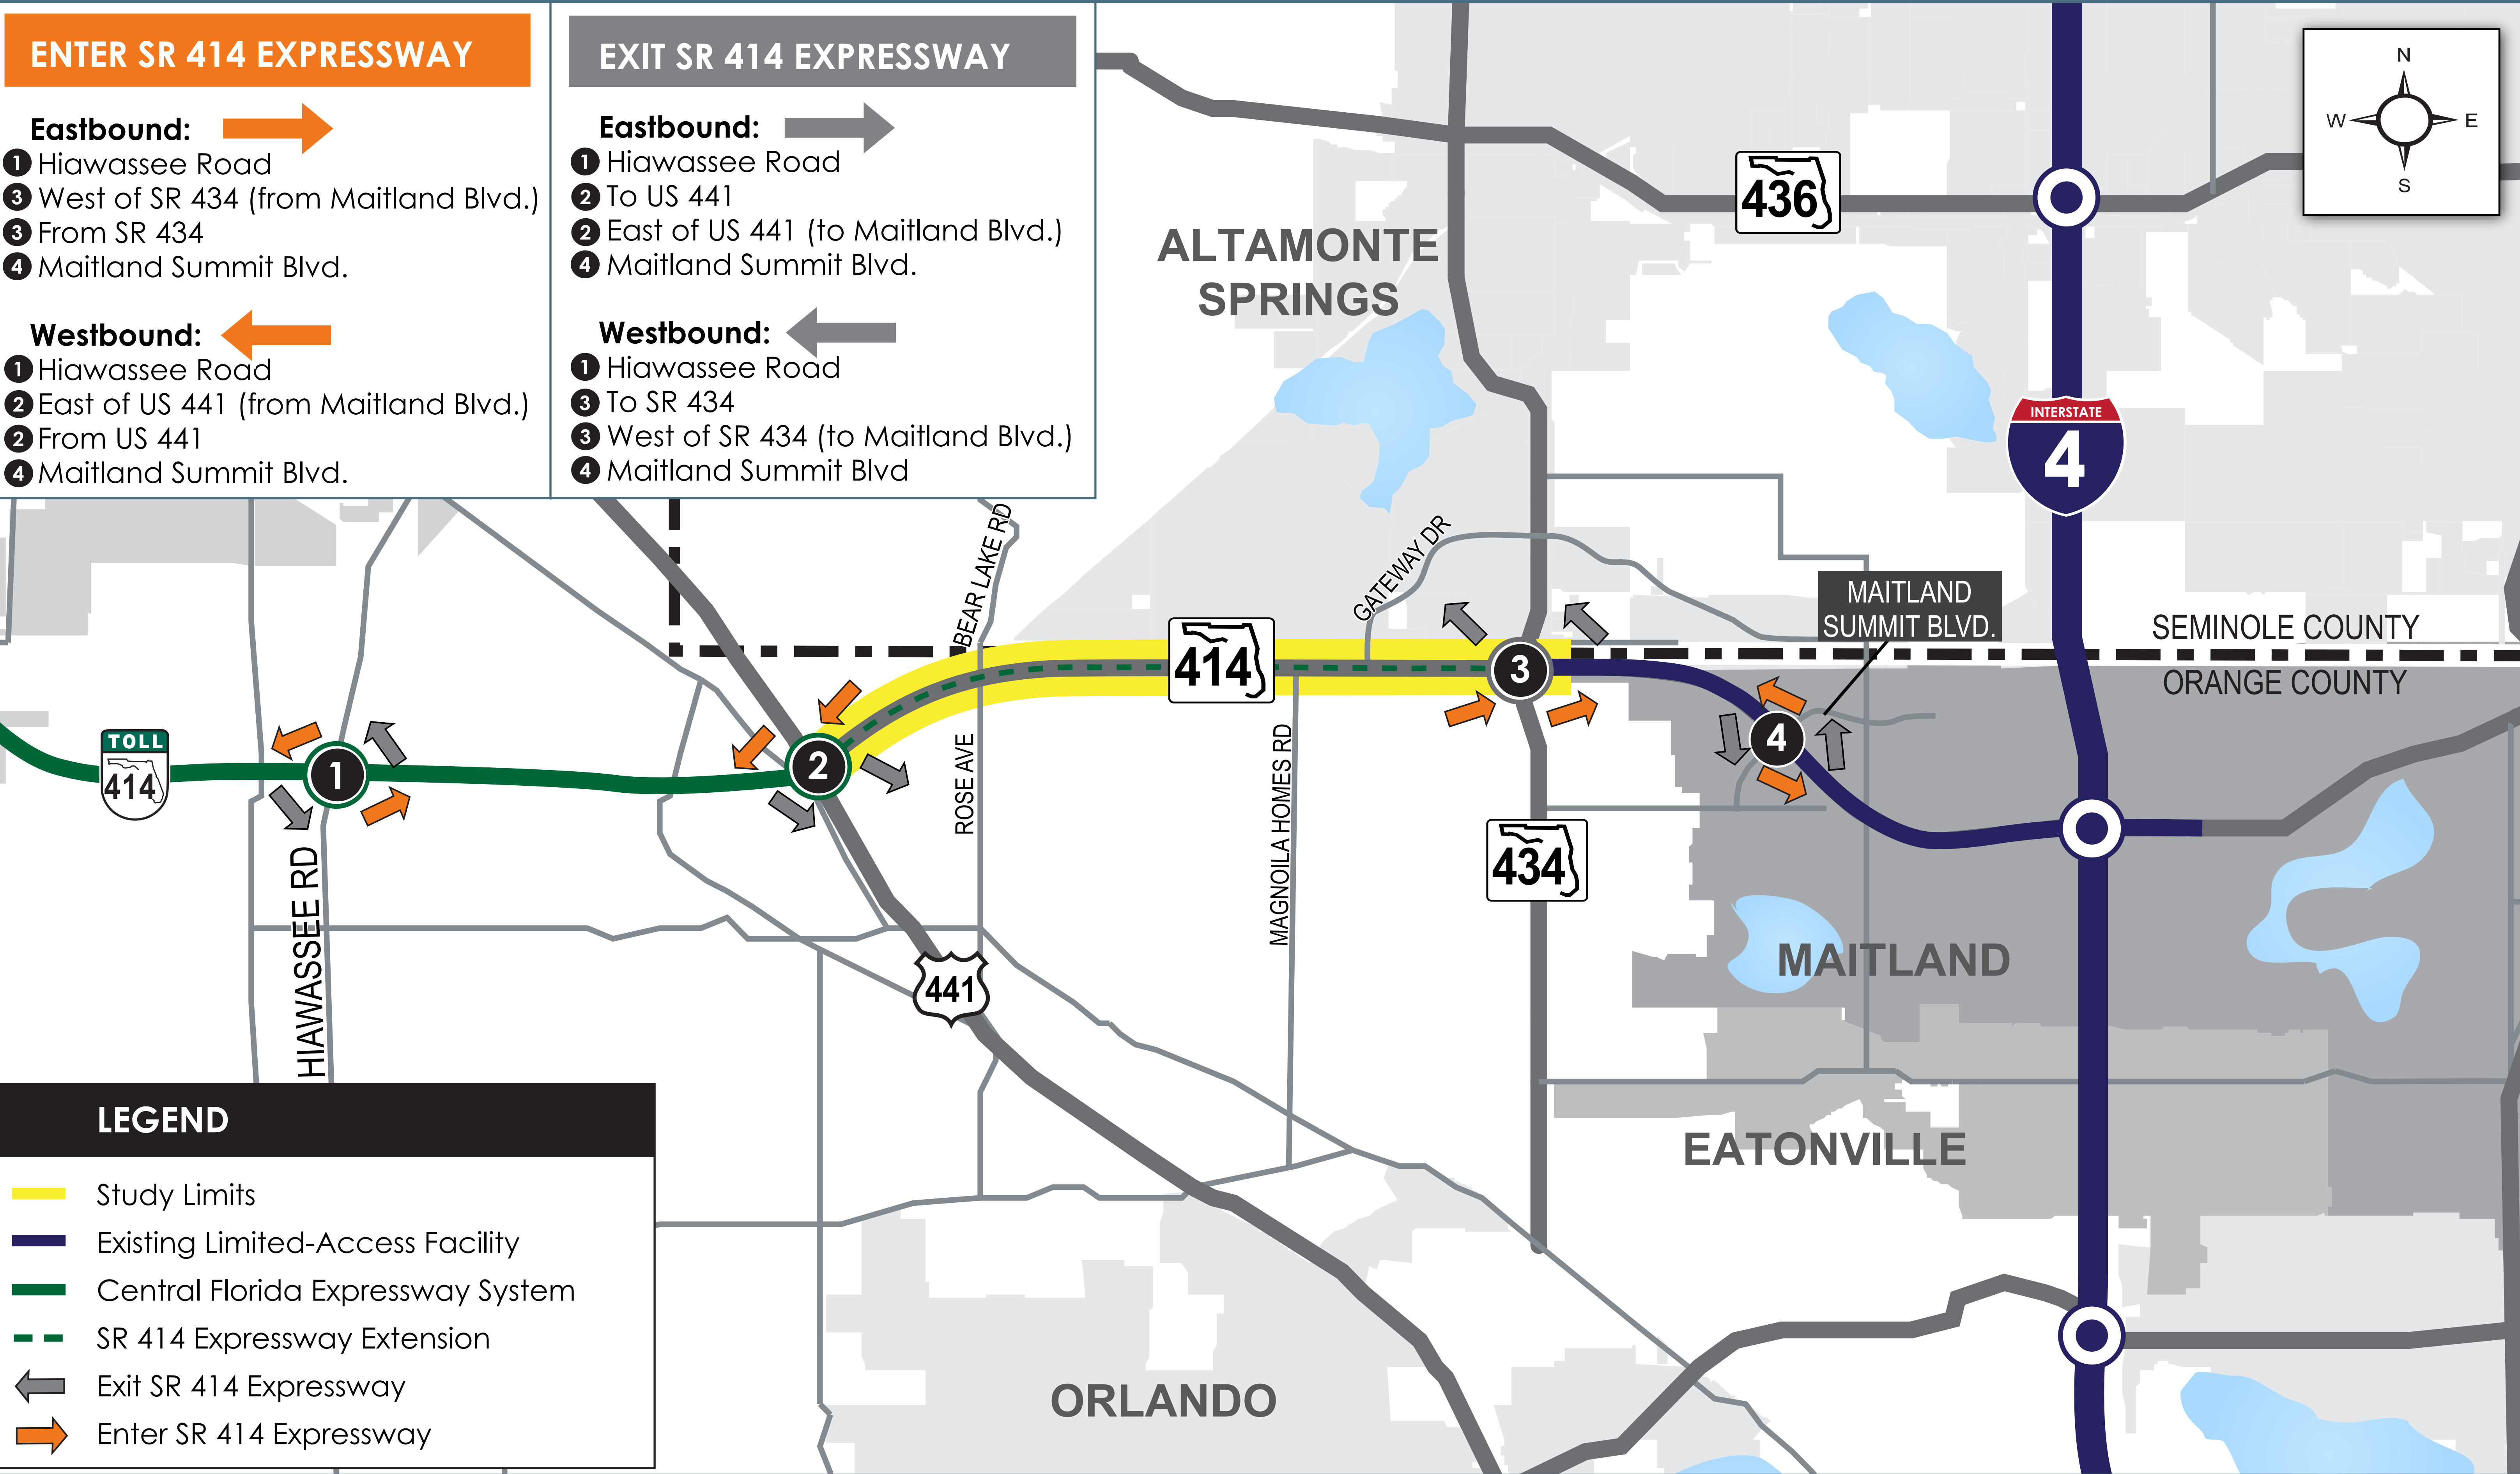 ENTER SR 414 EXPRESSWAY
Eastbound:
1 Hiawassee Road
3 West of SR 434 (from Maitland Blvd.)
3 From SR 434
4 Maitland Summit Blvd.
Westbound:
1 Hiawassee Road
2 East of US 441 (from Maitland Blvd.)
2 From US 441
4 Maitland Summit Blvd.
EXIT SR 414 EXPRESSWAY
Eastbound:
1 Hiawassee Road
2 To US 441
2 East of US 441 (to Maitland Blvd.)
4 Maitland Summit Blvd.
Westbound:
1 Hiawassee Road
3 To SR 434
3 West of SR 434 (to Maitland Blvd.)
4 Maitland Summit Blvd
N
W E
S
436
ALTAMONTE
SPRINGS
INTERSTATE
4
BEAR LAKE RD
GATEWAY DR
MAITLAND
SUMMIT BLVD.
SEMINOLE COUNTY
ORANGE COUNTY
414
3
4
TOLL
414
1
2
ROSE AVE
MAGNOILA HOMES RD
434
HIAWASSEE RD
441
MAITLAND
EATONVILLE
ORLANDO
LEGEND
Study Limits
Existing Limited-Access Facility
Central Florida Expressway System
SR 414 Expressway Extension
Exit SR 414 Expressway
Enter SR 414 Expressway